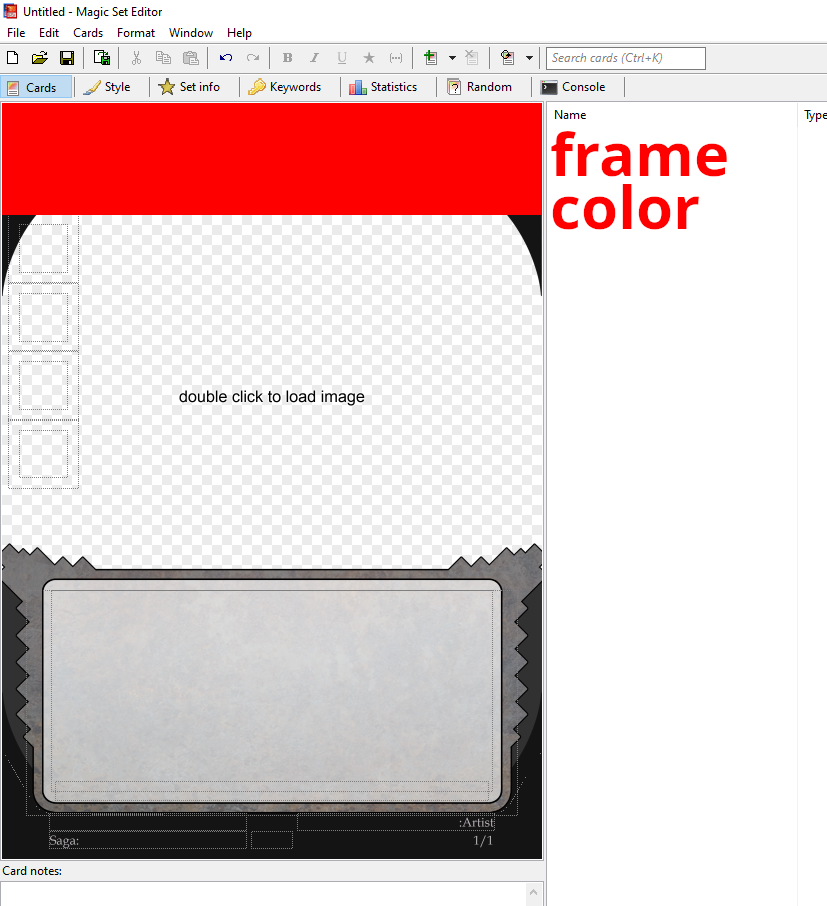 Untitled - Magic Set Editor
File Edit Cards Format Window Help
B I U
Search cards (Ctrl+K)
Cards Style Set info Keywords Statistics Random Console
Name Type
frame
color
double click to load image
:Artist
Saga: 1/1
Card notes: